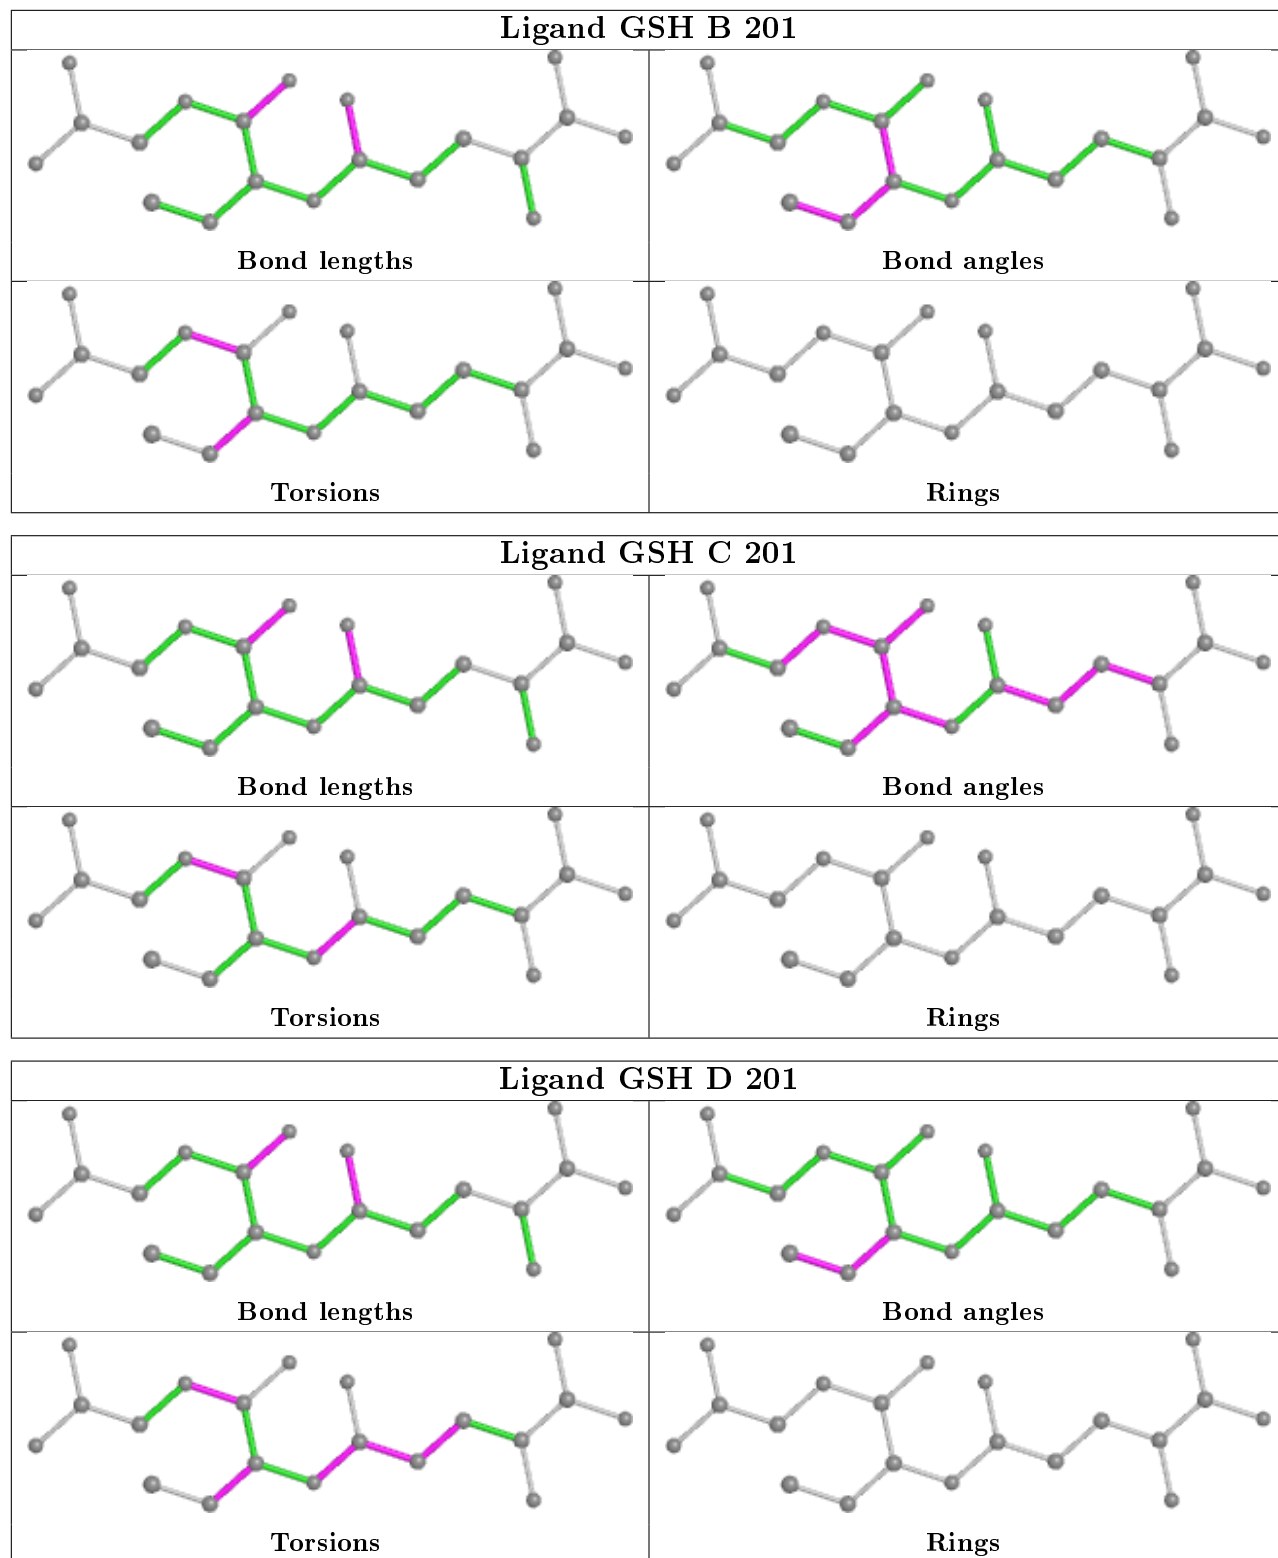 Ligand GSH B 201
Bond lengths
Bond angles
Torsions
Rings
Ligand GSH C 201
Bond lengths
Bond angles
Torsions
Rings
Ligand GSH D 201
Bond lengths
Bond angles
Torsions
Rings